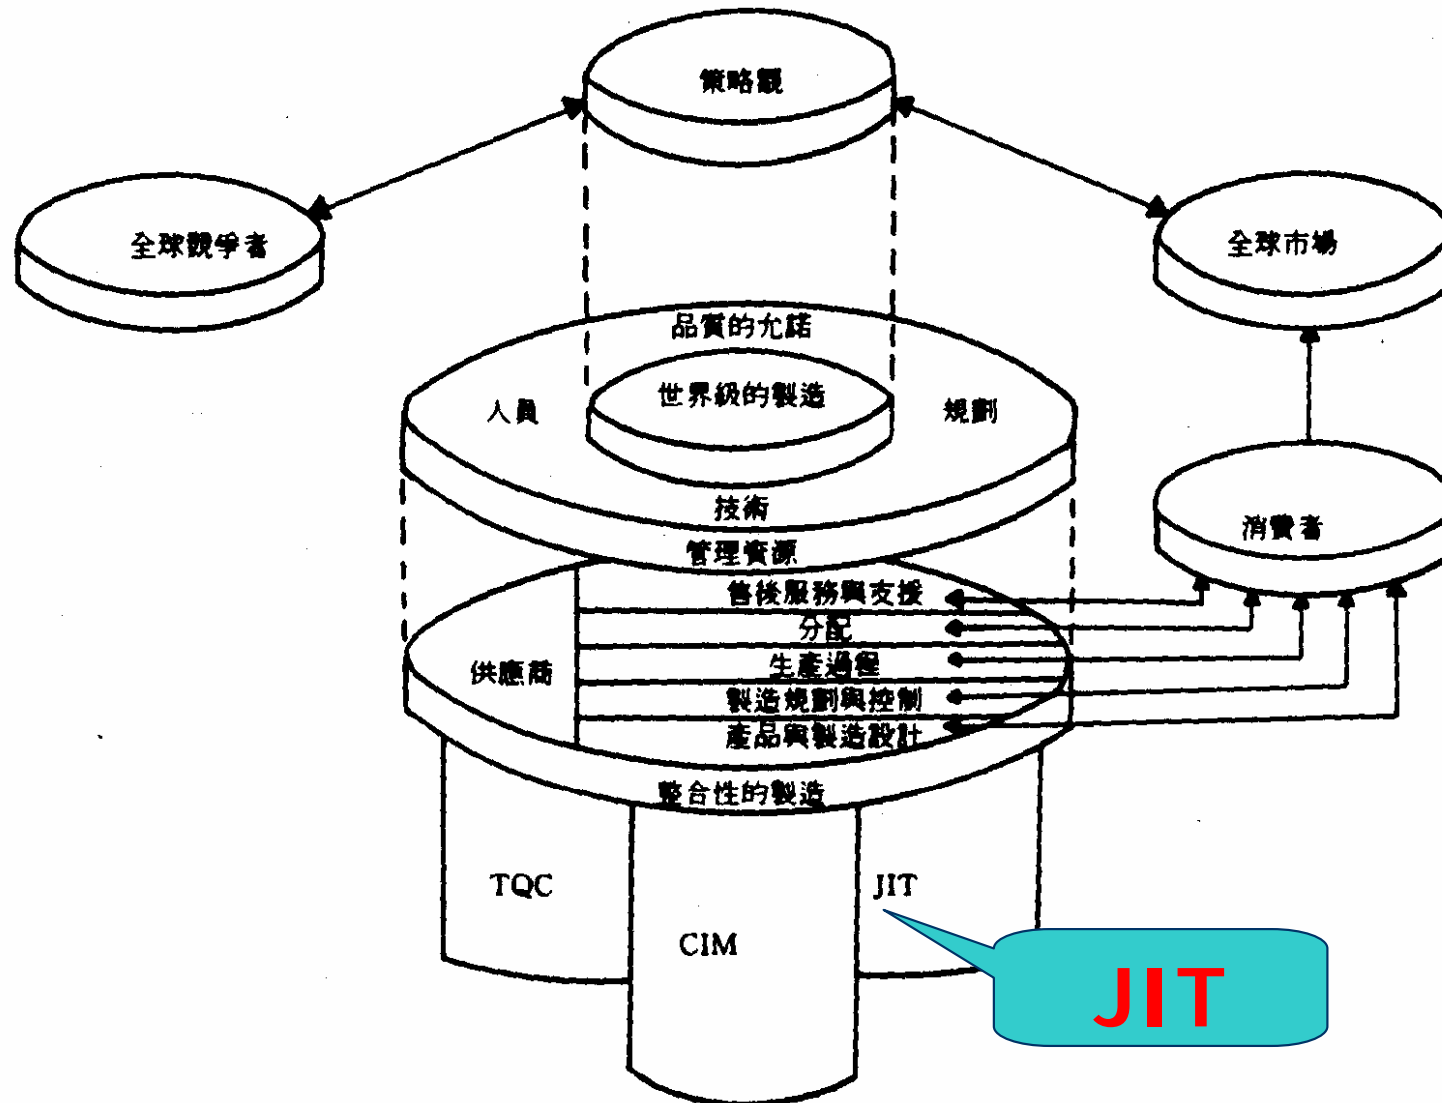 策略觀
全球觀爭者
全球市場
品質的允諾
世界級的製造
人員
規劃
技術
管理資源
消費者
售後服務與支援
分配
供應商
生產過程
製造規劃與控制
產品與製造設計
整合性的製造
TQC
JIT
CIM
JIT